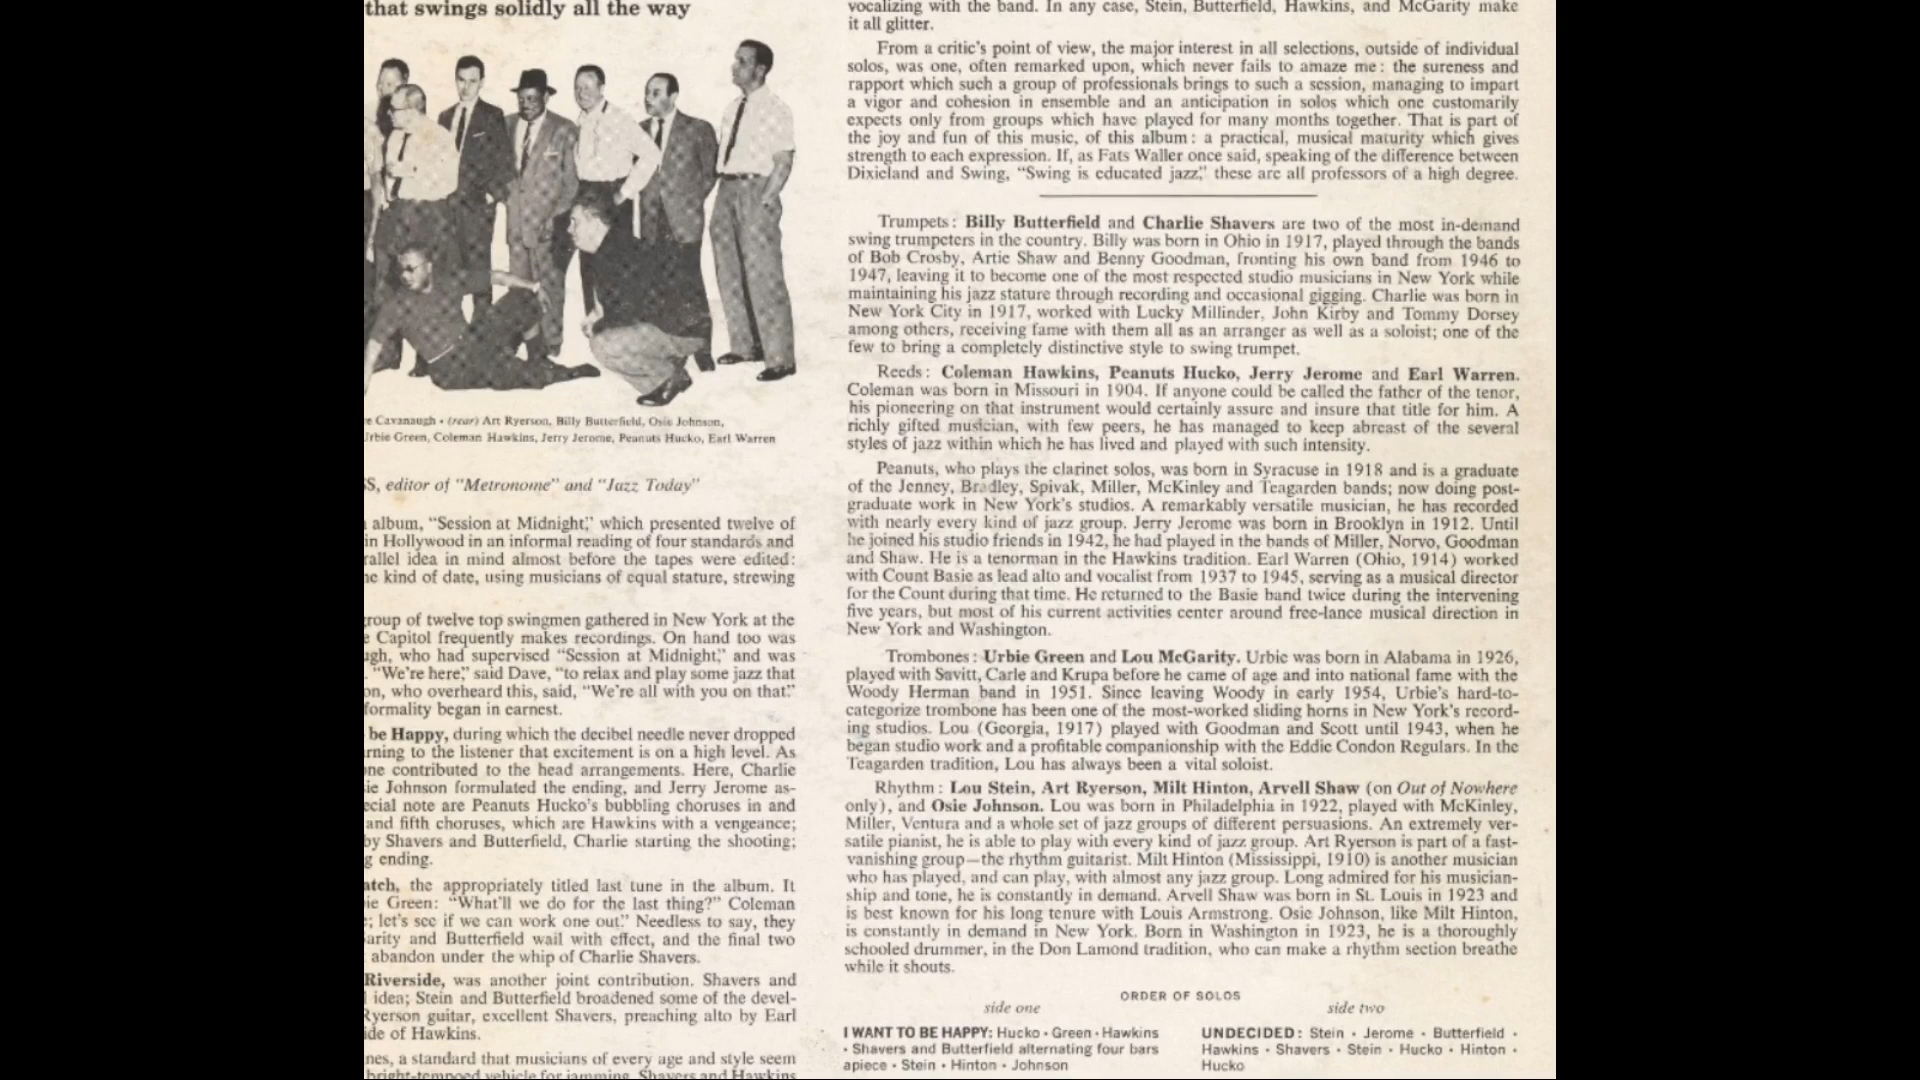 that swings solidly all the way
e Cavanaugh • (rear) Art Ryerson, Billy Butterfield, Osie Johnson,
Urbie Green, Coleman Hawkins, Jerry Jerome, Peanuts Hucko, Earl Warren
SS, editor of "Metronome" and "Jazz Today"
album, "Session at Midnight," which presented twelve of
in Hollywood in an informal reading of four standards and
rallel idea in mind almost before the tapes were edited:
ne kind of date, using musicians of equal stature, strewing
group of twelve top swingmen gathered in New York at the
e Capitol frequently makes recordings. On hand too was
ugh, who had supervised "Session at Midnight," and was
"We're here," said Dave, "to relax and play some jazz that
on, who overheard this, said, "We're all with you on that."
formality began in earnest.
be Happy, during which the decibel needle never dropped
rning to the listener that excitement is on a high level. As
one contributed to the head arrangements. Here, Charlie
ie Johnson formulated the ending, and Jerry Jerome as-
ecial note are Peanuts Hucko's bubbling choruses in and
and fifth choruses, which are Hawkins with a vengeance;
by Shavers and Butterfield, Charlie starting the shooting;
g ending.
atch, the appropriately titled last tune in the album. It
ie Green: "What'll we do for the last thing?" Coleman
; let's see if we can work one out." Needless to say, they
arity and Butterfield wail with effect, and the final two
abandon under the whip of Charlie Shavers.
Riverside, was another joint contribution. Shavers and
idea; Stein and Butterfield broadened some of the devel-
Ryerson guitar, excellent Shavers, preaching alto by Earl
ide of Hawkins.
nes, a standard that musicians of every age and style seem
bright-tempoed vehicle for jamming. Shavers and Hawkins
vocalizing with the band. In any case, Stein, Butterfield, Hawkins, and McGarity make
it all glitter.
From a critic's point of view, the major interest in all selections, outside of individual
solos, was one, often remarked upon, which never fails to amaze me: the sureness and
rapport which such a group of professionals brings to such a session, managing to impart
a vigor and cohesion in ensemble and an anticipation in solos which one customarily
expects only from groups which have played for many months together. That is part of
the joy and fun of this music, of this album: a practical, musical maturity which gives
strength to each expression. If, as Fats Waller once said, speaking of the difference between
Dixieland and Swing, "Swing is educated jazz," these are all professors of a high degree.
Trumpets: Billy Butterfield and Charlie Shavers are two of the most in-demand
swing trumpeters in the country. Billy was born in Ohio in 1917, played through the bands
of Bob Crosby, Artie Shaw and Benny Goodman, fronting his own band from 1946 to
1947, leaving it to become one of the most respected studio musicians in New York while
maintaining his jazz stature through recording and occasional gigging. Charlie was born in
New York City in 1917, worked with Lucky Millinder, John Kirby and Tommy Dorsey
among others, receiving fame with them all as an arranger as well as a soloist; one of the
few to bring a completely distinctive style to swing trumpet.
Reeds: Coleman Hawkins, Peanuts Hucko, Jerry Jerome and Earl Warren.
Coleman was born in Missouri in 1904. If anyone could be called the father of the tenor,
his pioneering on that instrument would certainly assure and insure that title for him. A
richly gifted musician, with few peers, he has managed to keep abreast of the several
styles of jazz within which he has lived and played with such intensity.
Peanuts, who plays the clarinet solos, was born in Syracuse in 1918 and is a graduate
of the Jenney, Bradley, Spivak, Miller, McKinley and Teagarden bands; now doing post-
graduate work in New York's studios. A remarkably versatile musician, he has recorded
with nearly every kind of jazz group. Jerry Jerome was born in Brooklyn in 1912. Until
he joined his studio friends in 1942, he had played in the bands of Miller, Norvo, Goodman
and Shaw. He is a tenorman in the Hawkins tradition. Earl Warren (Ohio, 1914) worked
with Count Basie as lead alto and vocalist from 1937 to 1945, serving as a musical director
for the Count during that time. He returned to the Basie band twice during the intervening
five years, but most of his current activities center around free-lance musical direction in
New York and Washington.
Trombones: Urbie Green and Lou McGarity. Urbie was born in Alabama in 1926,
played with Savitt, Carle and Krupa before he came of age and into national fame with the
Woody Herman band in 1951. Since leaving Woody in early 1954, Urbie's hard-to-
categorize trombone has been one of the most-worked sliding horns in New York's record-
ing studios. Lou (Georgia, 1917) played with Goodman and Scott until 1943, when he
began studio work and a profitable companionship with the Eddie Condon Regulars. In the
Teagarden tradition, Lou has always been a vital soloist.
Rhythm: Lou Stein, Art Ryerson, Milt Hinton, Arvell Shaw (on Out of Nowhere
only), and Osie Johnson. Lou was born in Philadelphia in 1922, played with McKinley,
Miller, Ventura and a whole set of jazz groups of different persuasions. An extremely ver-
satile pianist, he is able to play with every kind of jazz group. Art Ryerson is part of a fast-
vanishing group—the rhythm guitarist. Milt Hinton (Mississippi, 1910) is another musician
who has played, and can play, with almost any jazz group. Long admired for his musician-
ship and tone, he is constantly in demand. Arvell Shaw was born in St. Louis in 1923 and
is best known for his long tenure with Louis Armstrong. Osie Johnson, like Milt Hinton,
is constantly in demand in New York. Born in Washington in 1923, he is a thoroughly
schooled drummer, in the Don Lamond tradition, who can make a rhythm section breathe
while it shouts.
ORDER OF SOLOS
side one
I WANT TO BE HAPPY: Hucko • Green • Hawkins
• Shavers and Butterfield alternating four bars
apiece • Stein • Hinton • Johnson
side two
UNDECIDED: Stein • Jerome • Butterfield •
Hawkins • Shavers • Stein • Hucko • Hinton •
Hucko